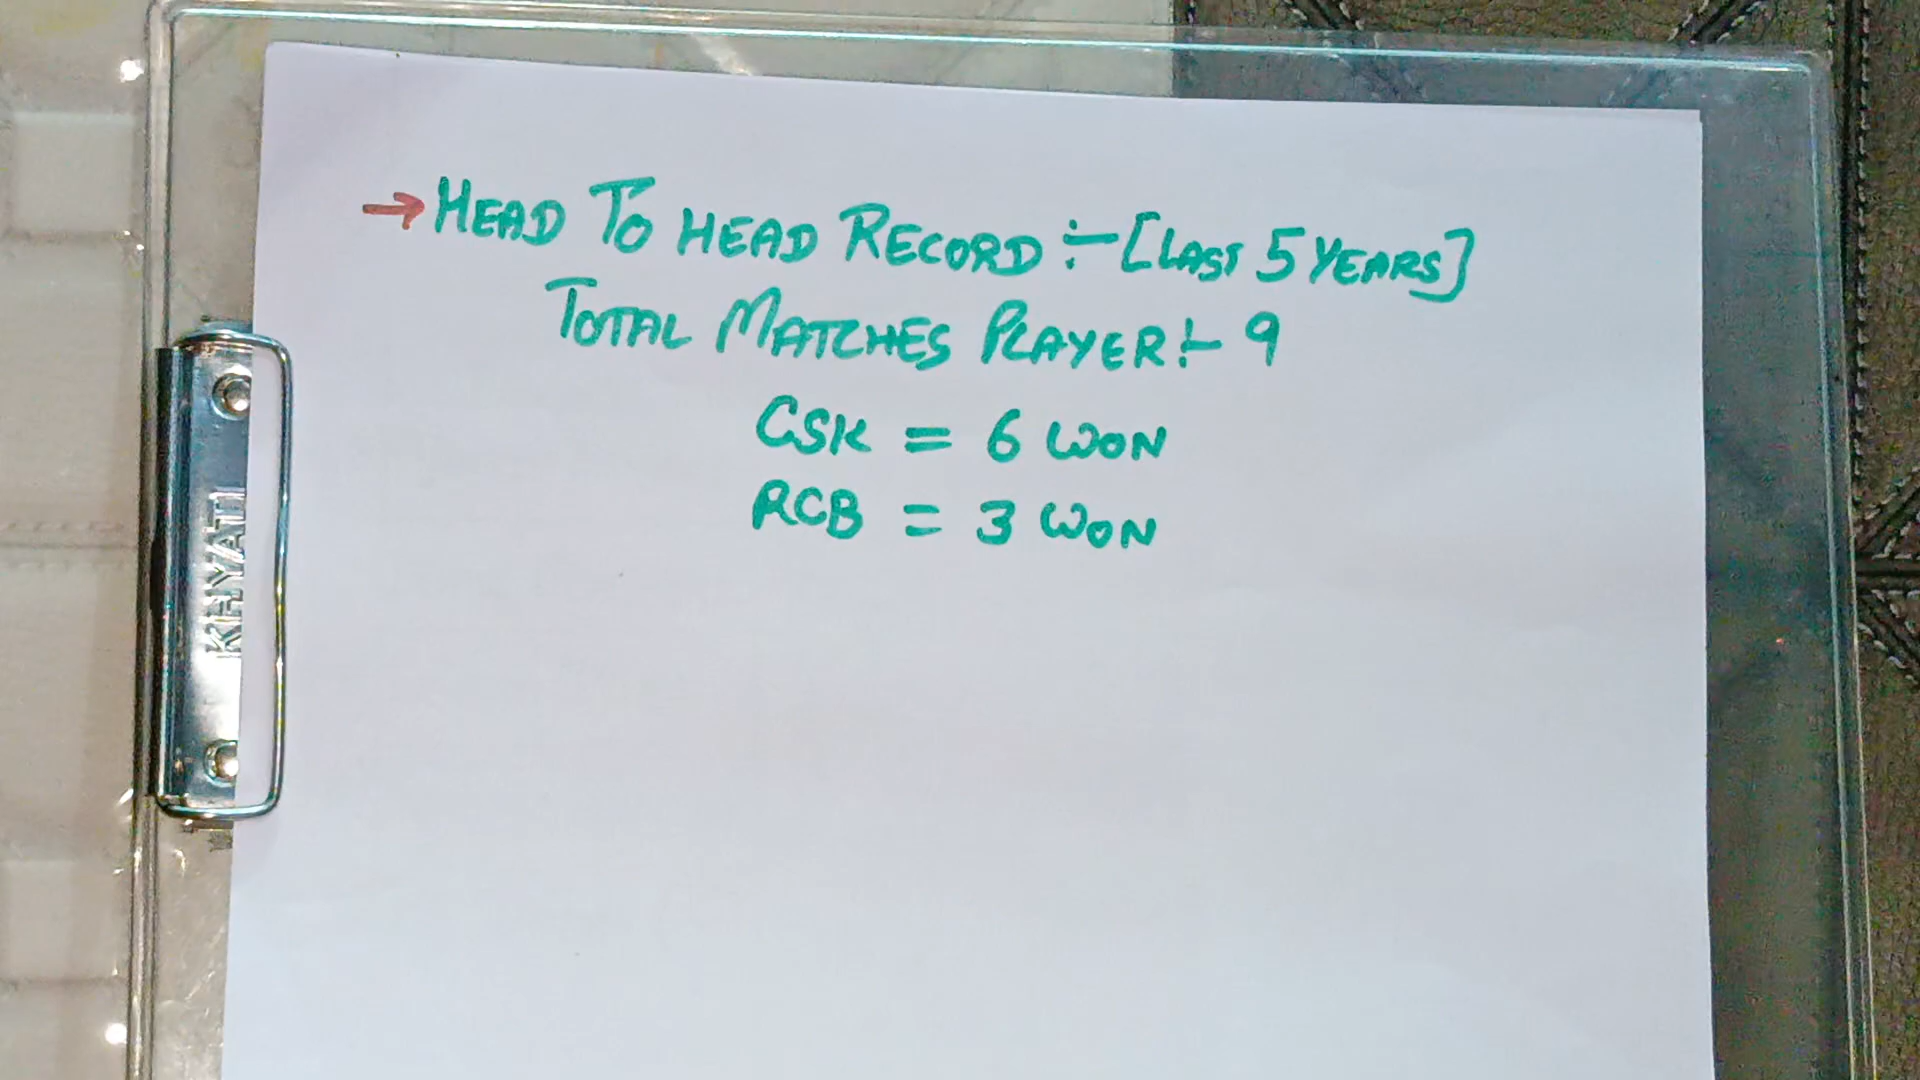 → HEAD TO HEAD RECORD :- [LAST 5 YEARS]
TOTAL MATCHES PLAYER :- 9
CSK = 6 WON
RCB = 3 WON
KHYATI